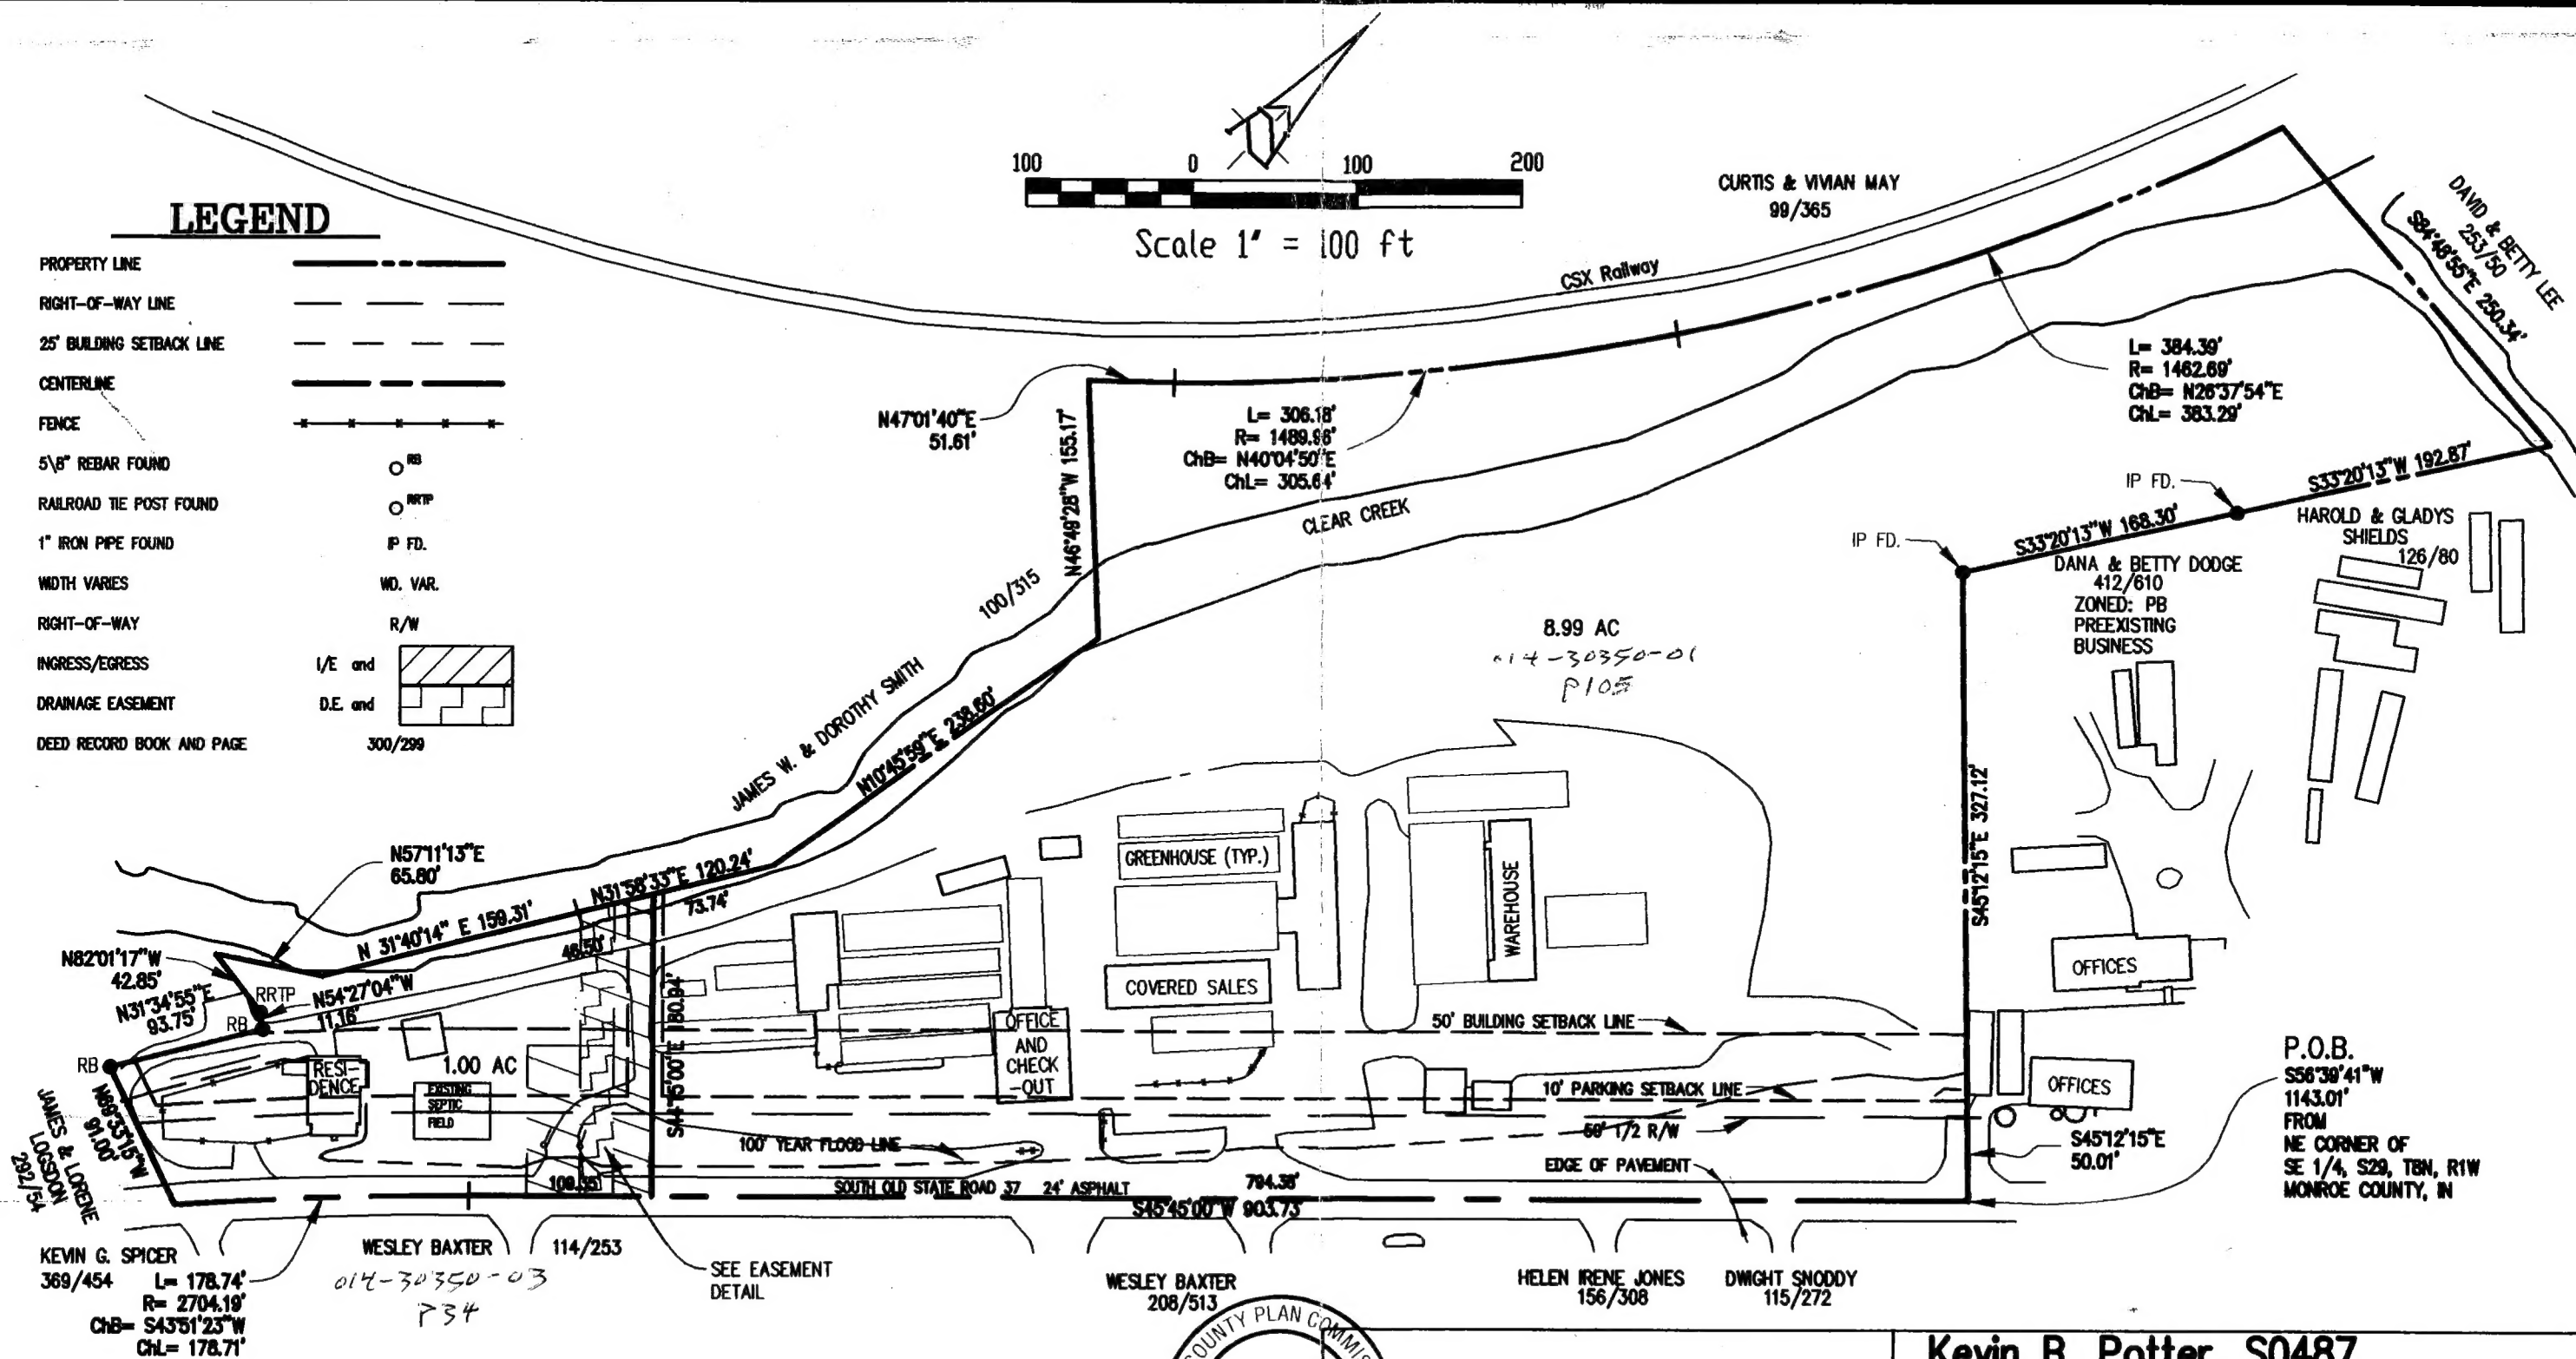 100 0 100 200
Scale 1" = 100 ft
LEGEND
PROPERTY LINE
RIGHT-OF-WAY LINE
25' BUILDING SETBACK LINE
CENTERLINE
FENCE
5\8" REBAR FOUND RB
RAILROAD TIE POST FOUND RRTP
1" IRON PIPE FOUND IP FD.
WIDTH VARIES WD. VAR.
RIGHT-OF-WAY R/W
INGRESS/EGRESS I/E and
DRAINAGE EASEMENT D.E. and
DEED RECORD BOOK AND PAGE 300/299
CURTIS & VIVIAN MAY
99/365
CSX Railway
DAVID & BETTY LEE
253/50
S84°48'55"E 250.34'
L= 384.39'
R= 1462.69'
ChB= N26°37'54"E
ChL= 383.29'
N47°01'40"E
51.61'
L= 306.18'
R= 1489.96'
ChB= N40°04'50"E
ChL= 305.64'
N46°49'28"W 155.17'
CLEAR CREEK
IP FD.
S33°20'13"W 192.87'
IP FD.
S33°20'13"W 168.30'
HAROLD & GLADYS
SHIELDS
126/80
DANA & BETTY DODGE
412/610
ZONED: PB
PREEXISTING
BUSINESS
100/315
JAMES W. & DOROTHY SMITH
N10°45'59"E 238.60'
8.99 AC
014-30350-01
P105
S45°12'15"E 327.12'
N57°11'13"E
65.80'
N 31°40'14" E 159.31'
N31°58'33"E 120.24'
73.74'
46.50'
N82°01'17"W
42.85'
N31°34'55"E
93.75'
RRTP
N54°27'04"W
11.16'
RB
RB
GREENHOUSE (TYP.)
WAREHOUSE
COVERED SALES
OFFICE
AND
CHECK
-OUT
OFFICES
OFFICES
RESI-
DENCE
1.00 AC
EXISTING
SEPTIC
FIELD
S44°15'00"E 180.94'
50' BUILDING SETBACK LINE
10' PARKING SETBACK LINE
50' 1/2 R/W
100' YEAR FLOOD LINE
EDGE OF PAVEMENT
P.O.B.
S56°39'41"W
1143.01'
FROM
NE CORNER OF
SE 1/4, S29, T8N, R1W
MONROE COUNTY, IN
S45°12'15"E
50.01'
N69°33'15"W
91.00'
JAMES & LORENE
LOGSDON
292/54
109.35'
SOUTH OLD STATE ROAD 37 24' ASPHALT
794.38'
S45°45'00"W 903.73'
KEVIN G. SPICER
369/454
L= 178.74'
R= 2704.19'
ChB= S43°51'23"W
ChL= 178.71'
WESLEY BAXTER
114/253
014-30350-03
P34
SEE EASEMENT
DETAIL
WESLEY BAXTER
208/513
HELEN IRENE JONES
156/308
DWIGHT SNODDY
115/272
COUNTY PLAN
Kevin B. Potter S0487